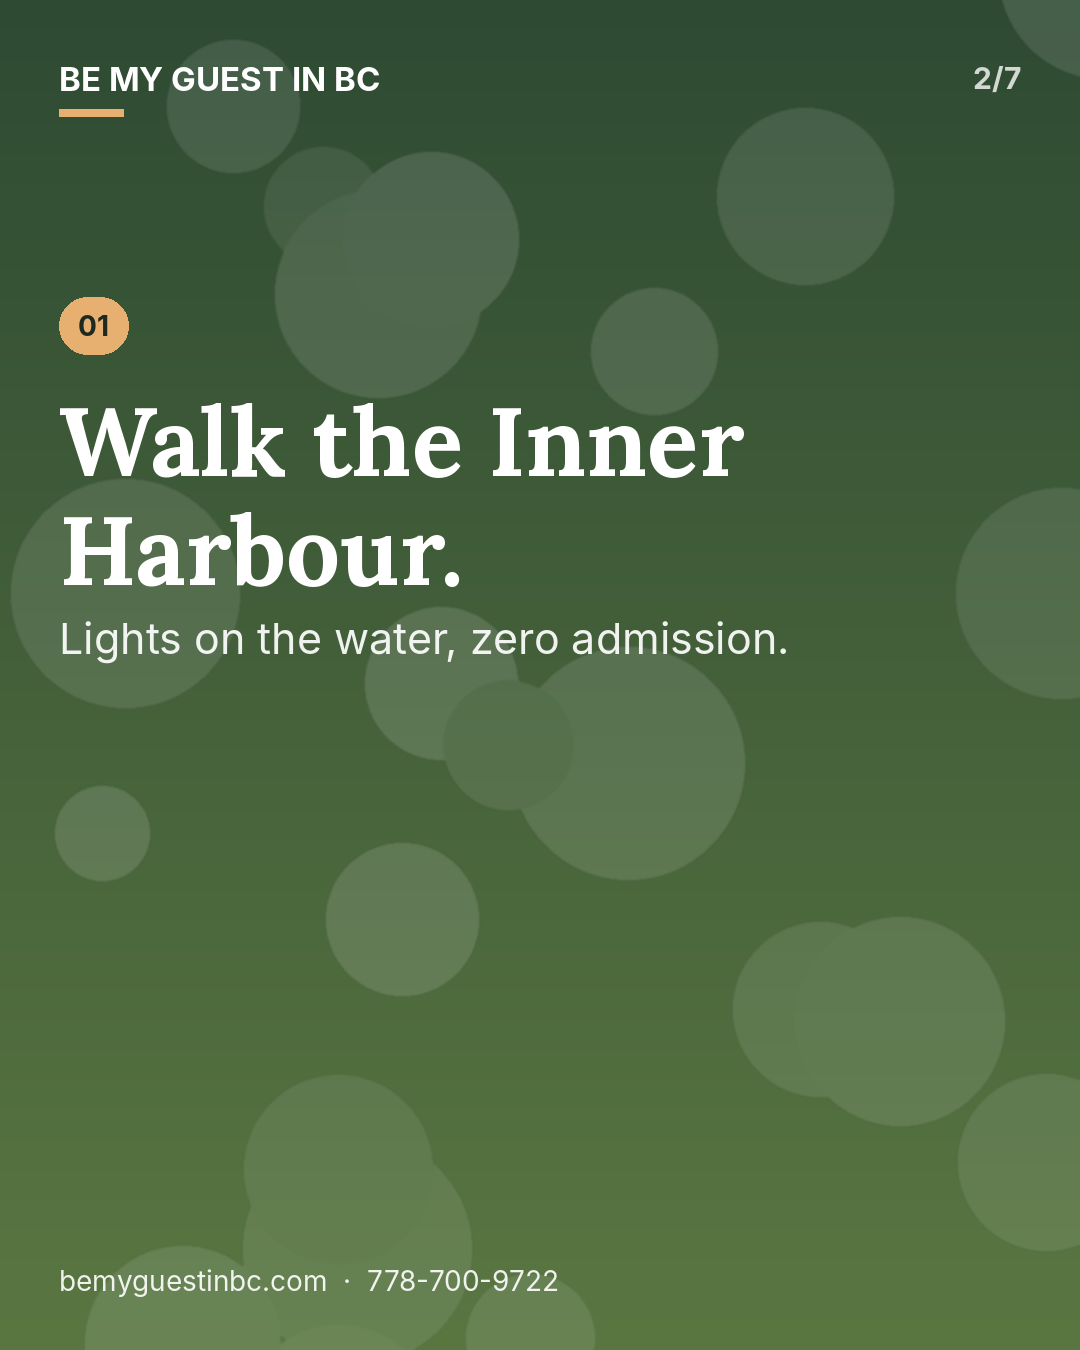 BE MY GUEST IN BC
2/7
01
Walk the Inner
Harbour.
Lights on the water, zero admission.
bemyguestinbc.com · 778-700-9722